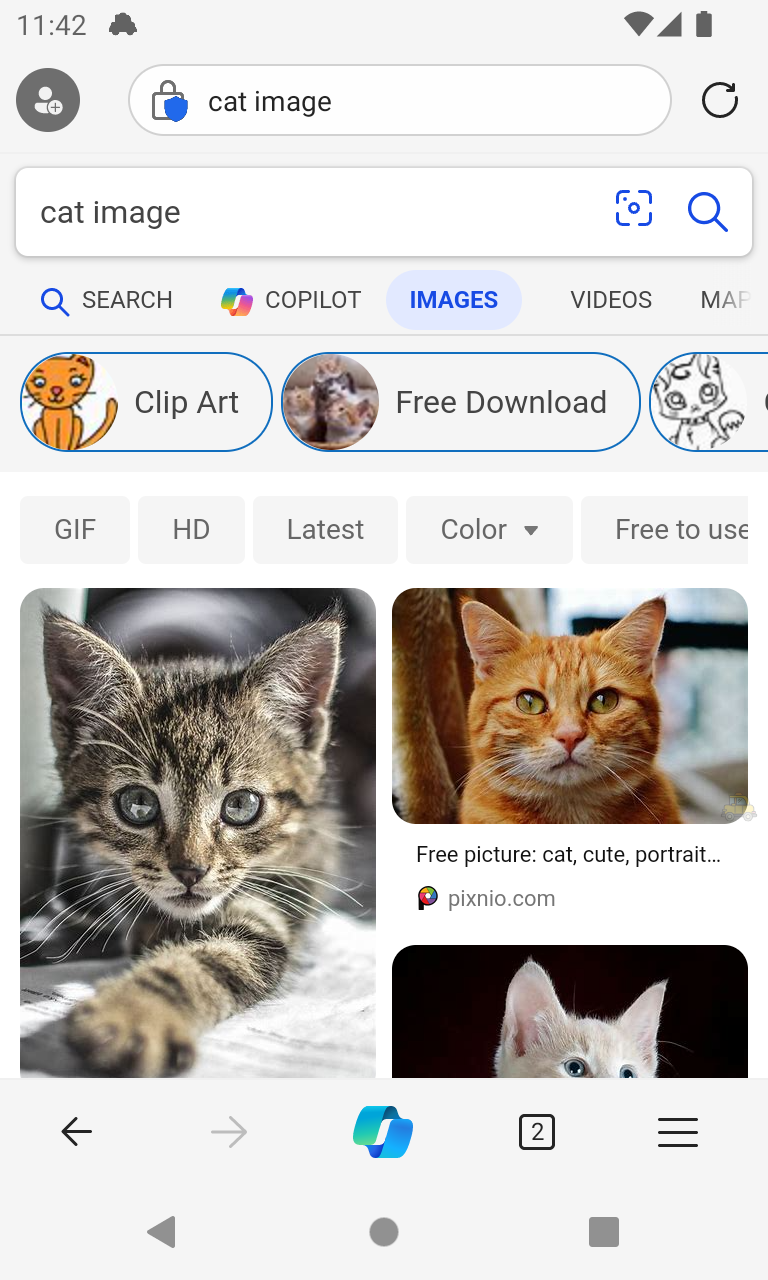 11:42
cat image
cat image
SEARCH COPILOT IMAGES VIDEOS MAP
Clip Art Free Download
GIF HD Latest Color Free to use
Free picture: cat, cute, portrait...
pixnio.com
2